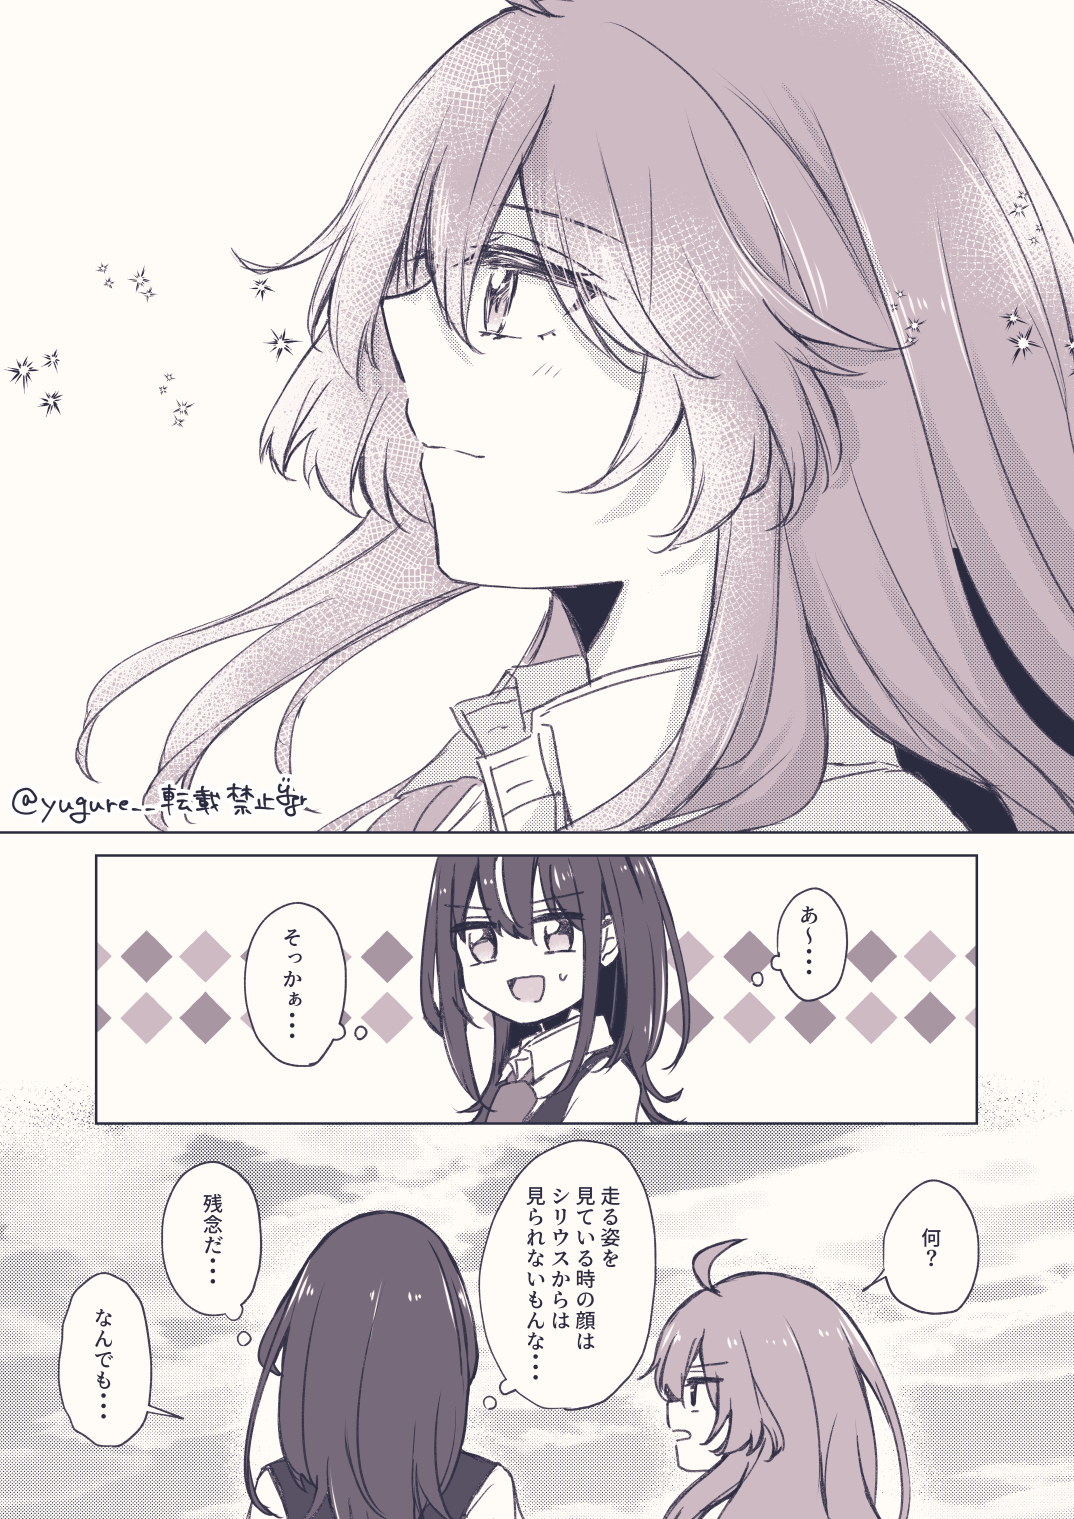 @yugure__転載禁止
あ～・・・
そっかぁ・・・
何？
走る姿を
見ている時の顔は
シリウスからは
見られないもんな・・・
残念だ・・・
なんでも・・・